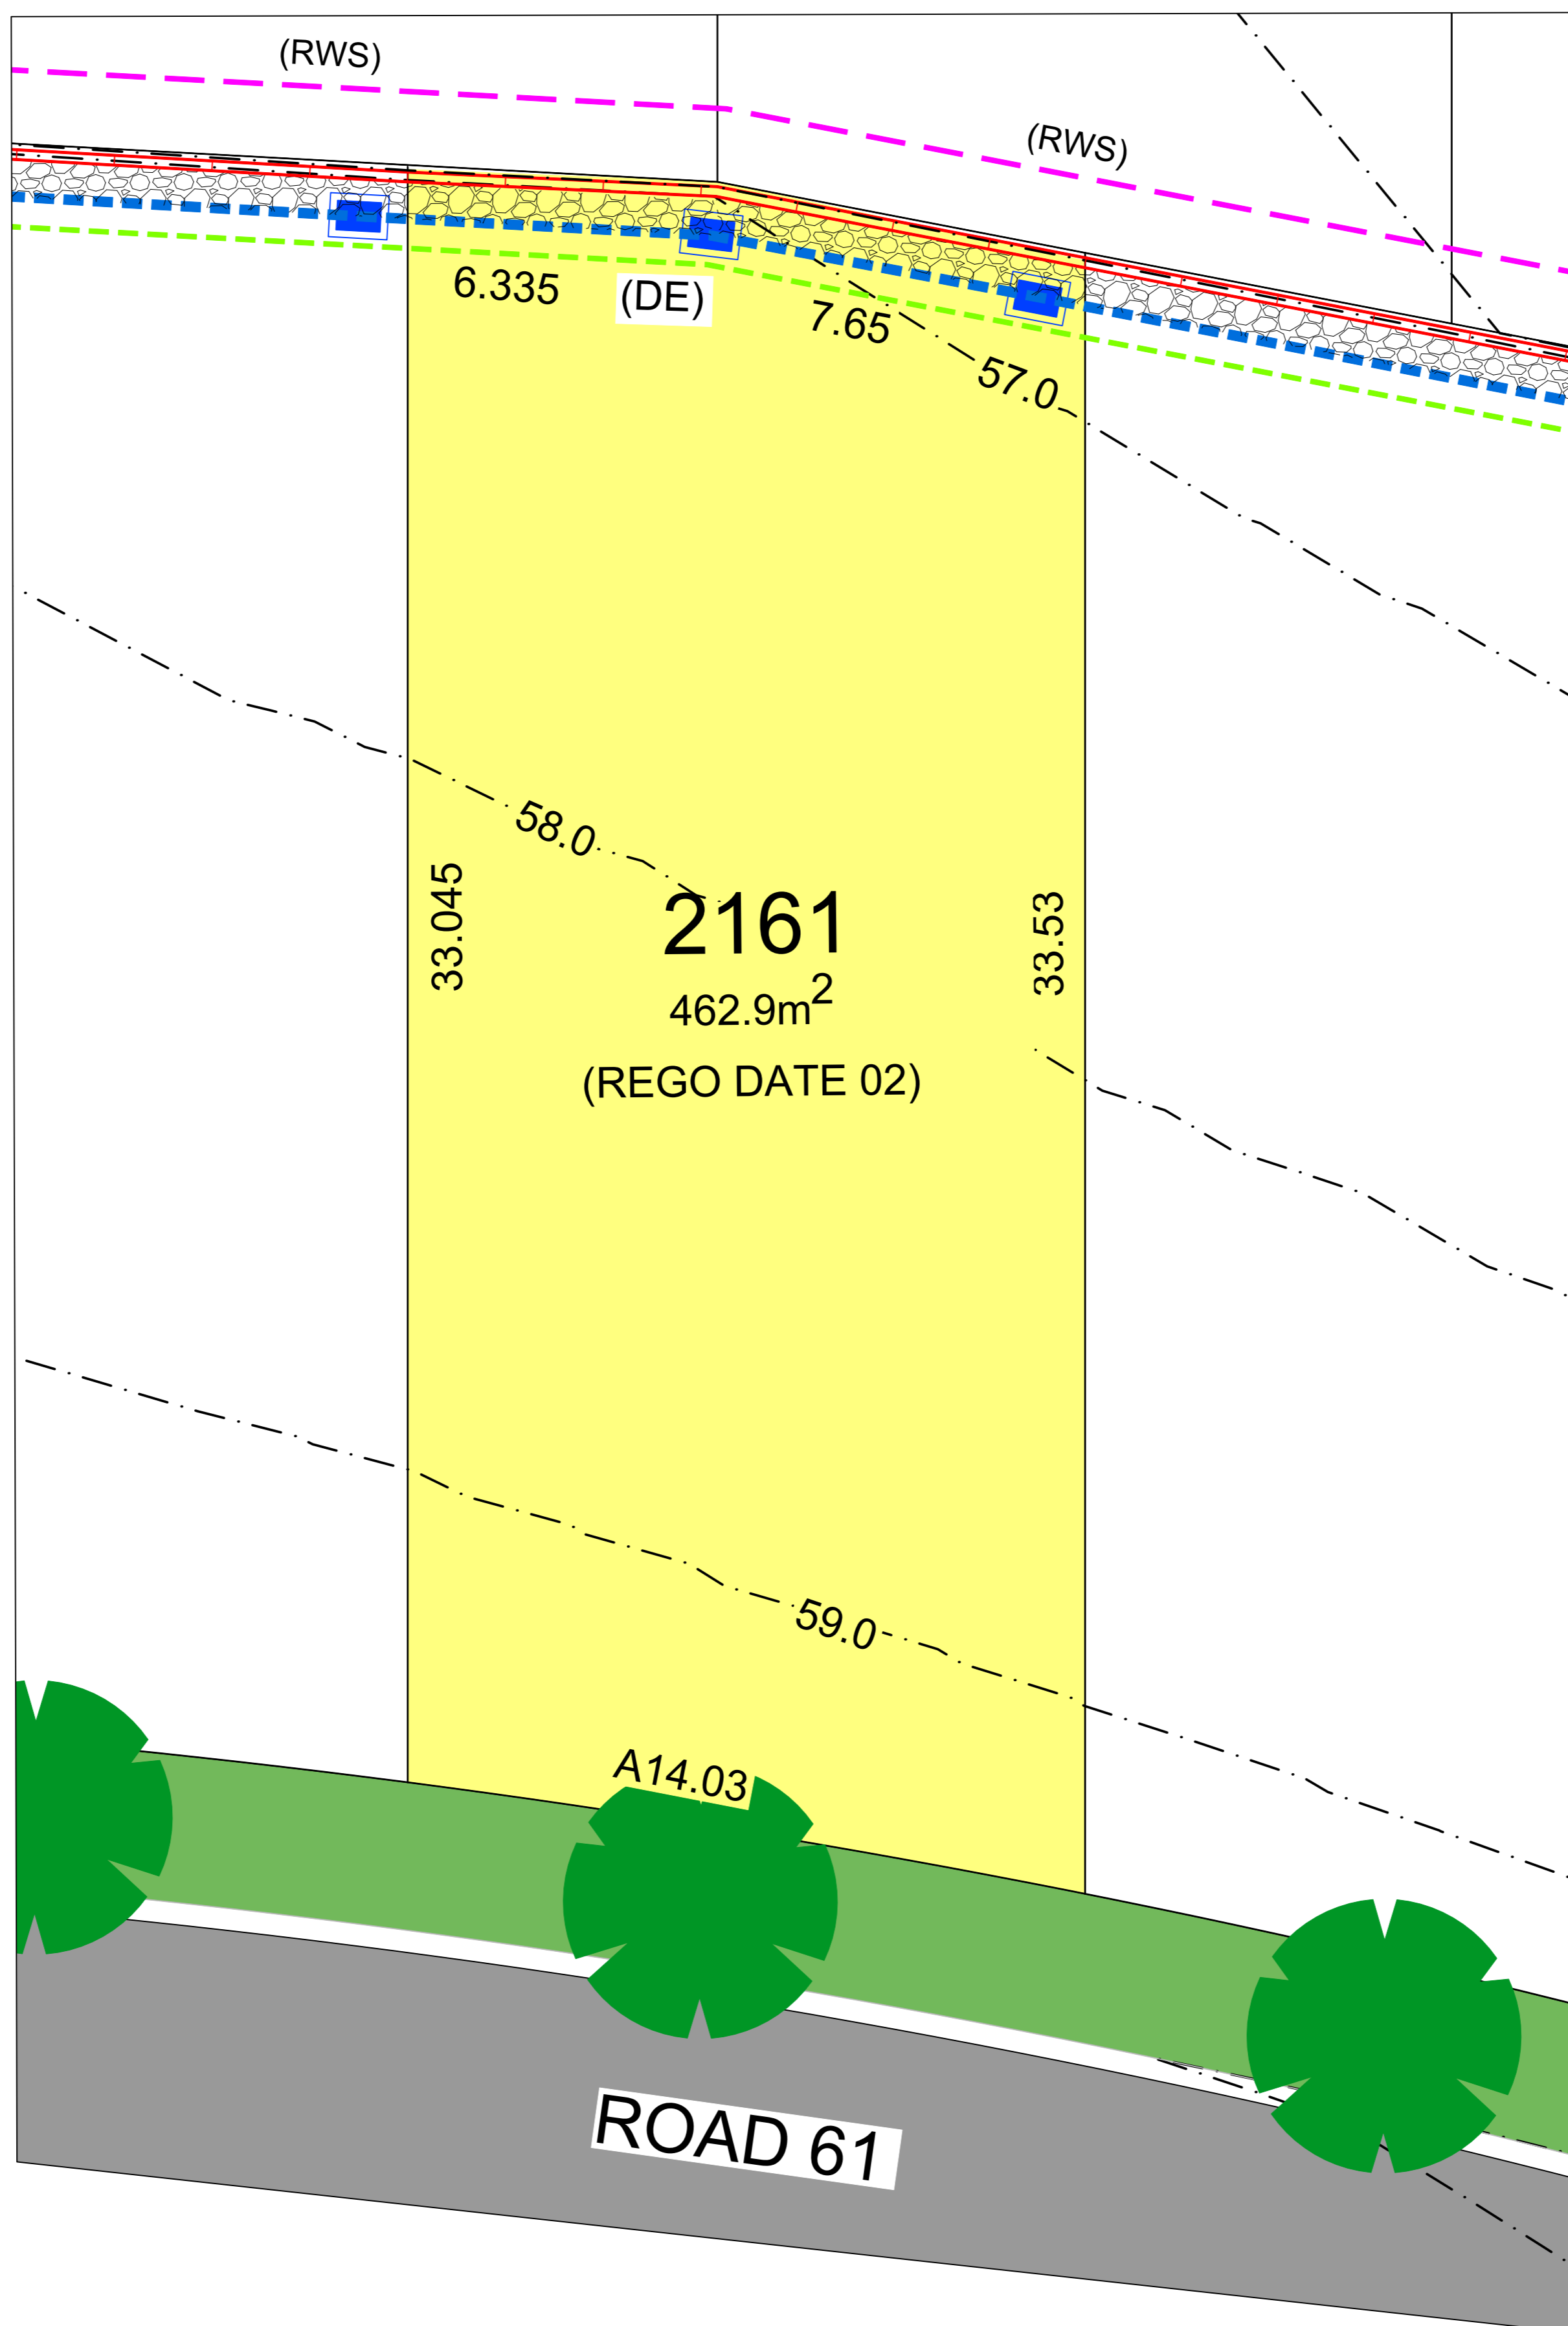 (RWS)
(RWS)
6.335
(DE)
7.65
57.0
58.0
33.045
33.53
2161
462.9m²
(REGO DATE 02)
59.0
A14.03
ROAD 61